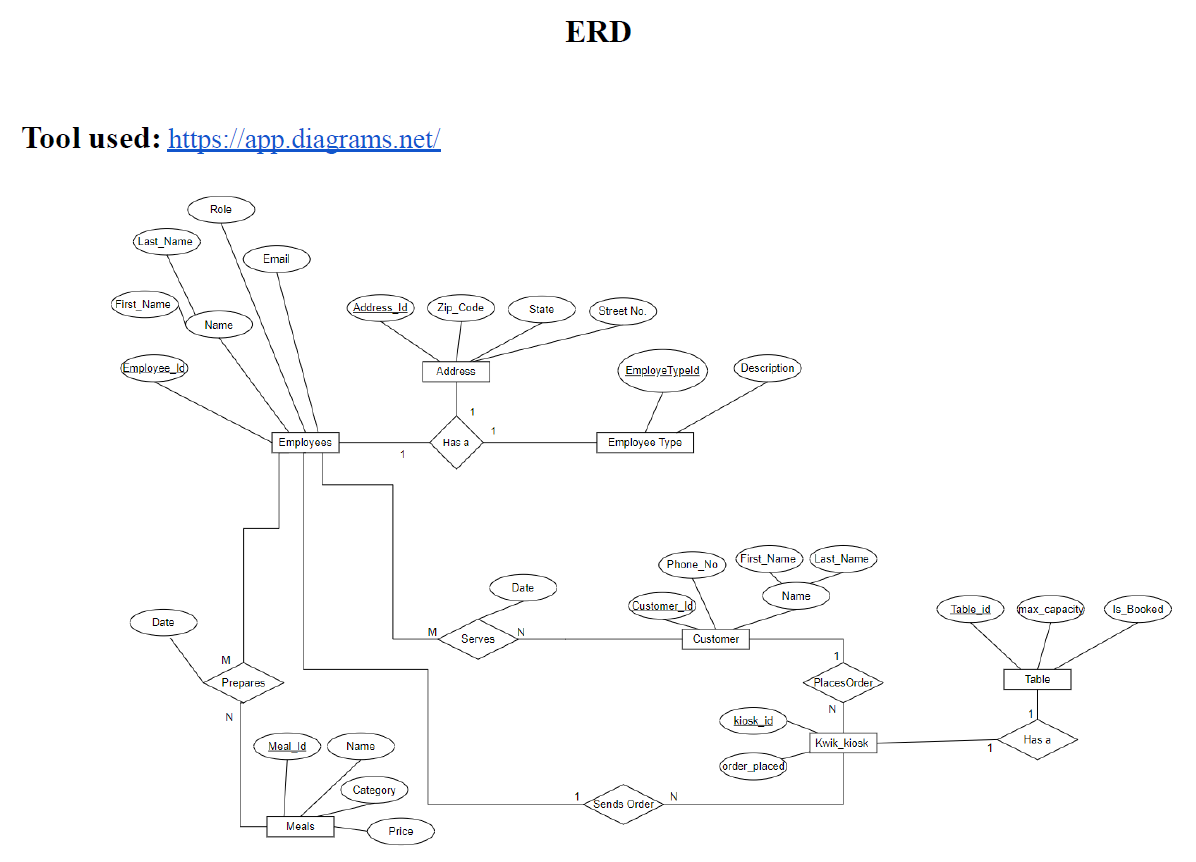 ERD
Tool used: https://app.diagrams.net/
Role
Last_Name
Email
First_Name
Name
Address_Id
Zip_Code
State
Street No.
Employee_Id
Address
EmployeTypeId
Description
1
1
Employees
Has a
Employee Type
1
Date
Phone_No
First_Name
Last_Name
Customer_Id
Name
Table_id
max_capacity
Is_Booked
Date
M
Serves
N
Customer
1
M
Prepares
PlacesOrder
Table
N
N
1
kiosk_id
Meal_Id
Name
Kwik_kiosk
1
Has a
order_placed
Category
1
Sends Order
N
Meals
Price